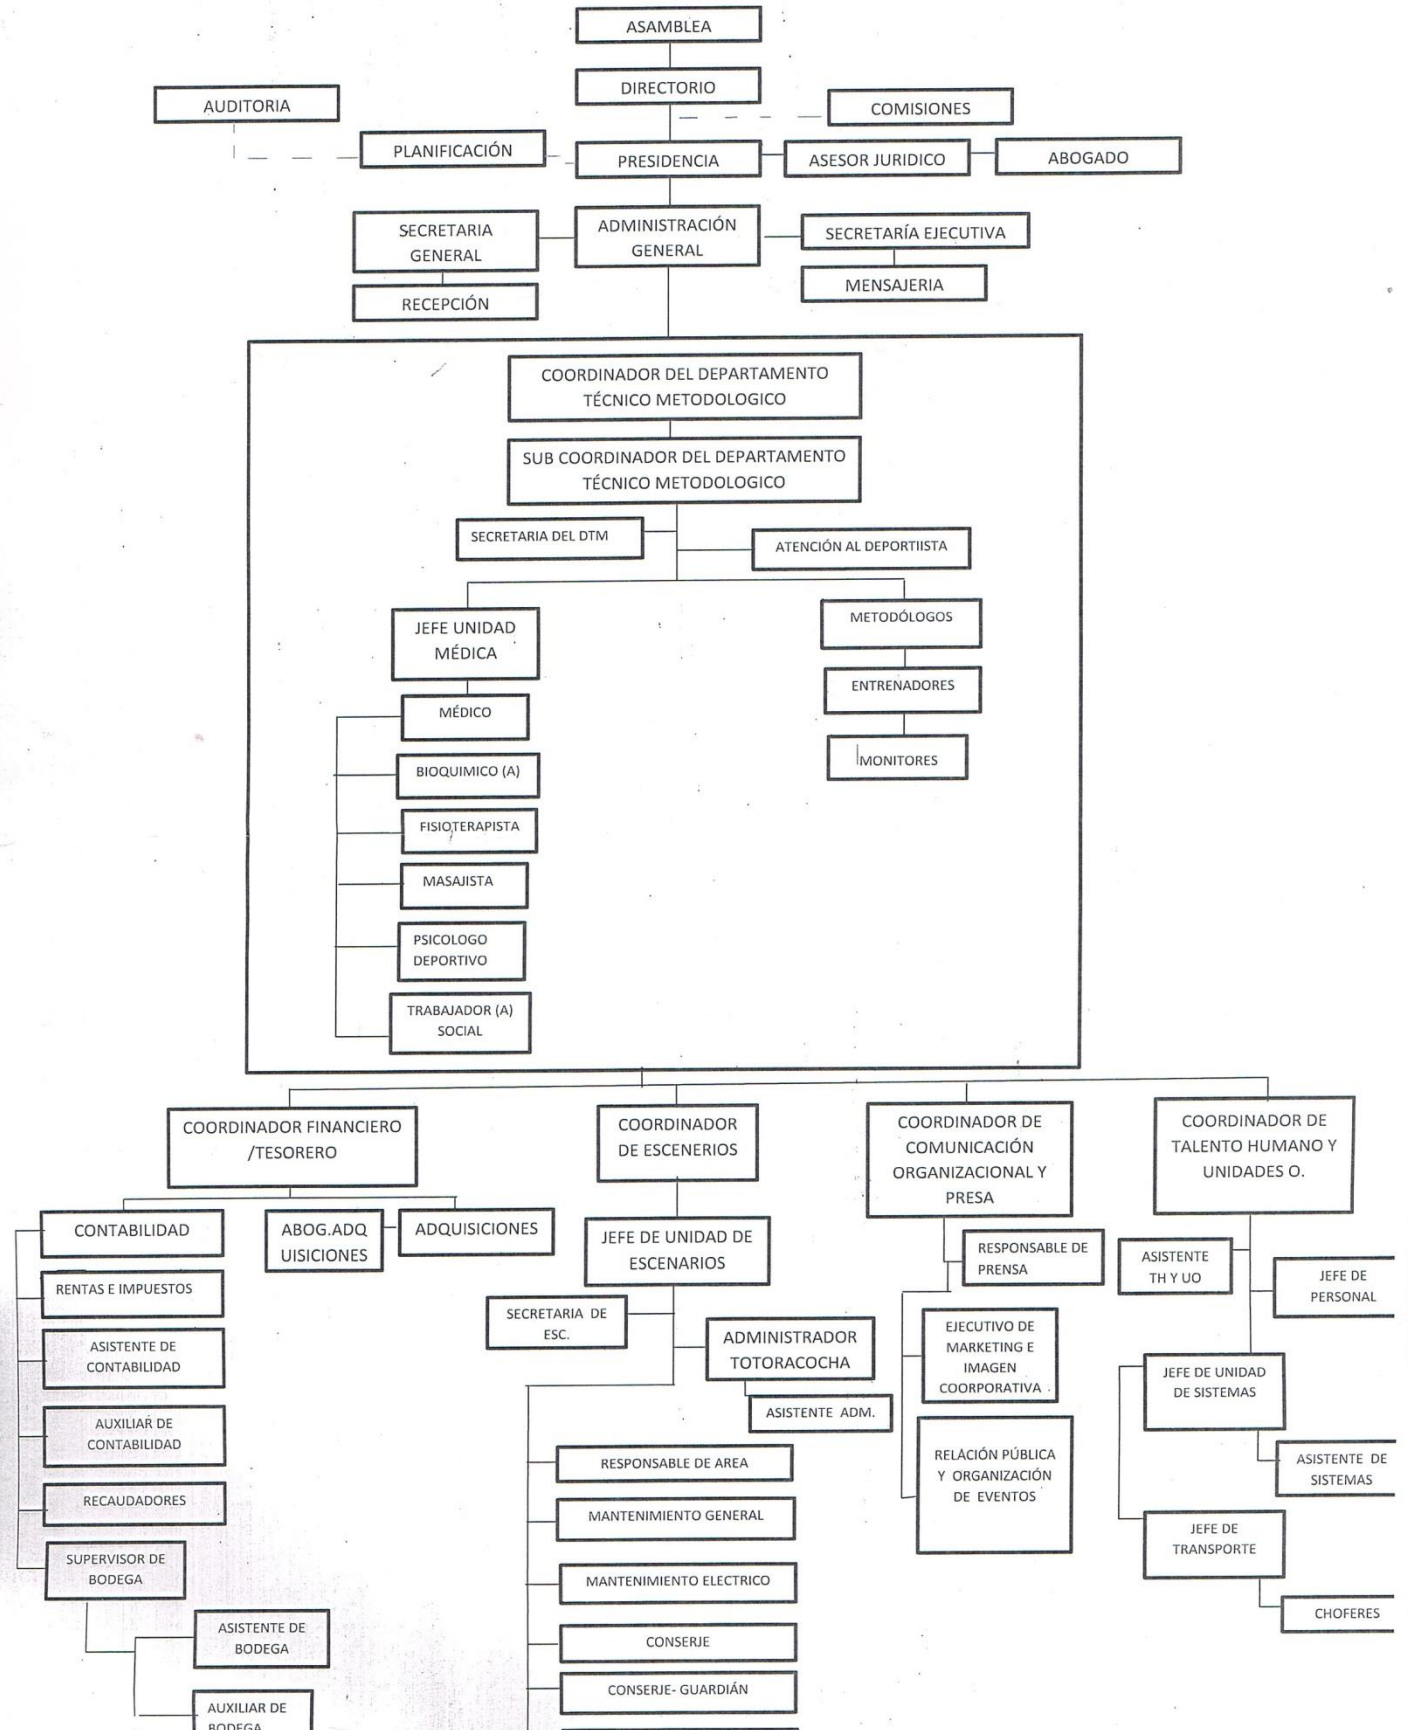 ASAMBLEA
DIRECTORIO
AUDITORIA
COMISIONES
PLANIFICACIÓN
PRESIDENCIA
ASESOR JURIDICO
ABOGADO
SECRETARIA
GENERAL
ADMINISTRACIÓN
GENERAL
SECRETARÍA EJECUTIVA
RECEPCIÓN
MENSAJERIA
COORDINADOR DEL DEPARTAMENTO
TÉCNICO METODOLOGICO
SUB COORDINADOR DEL DEPARTAMENTO
TÉCNICO METODOLOGICO
SECRETARIA DEL DTM
ATENCIÓN AL DEPORTIISTA
JEFE UNIDAD
MÉDICA
METODÓLOGOS
ENTRENADORES
MONITORES
MÉDICO
BIOQUIMICO (A)
FISIOTERAPISTA
MASAJISTA
PSICOLOGO
DEPORTIVO
TRABAJADOR (A)
SOCIAL
COORDINADOR FINANCIERO
/TESORERO
CONTABILIDAD
ABOG.ADQ
UISICIONES
ADQUISICIONES
RENTAS E IMPUESTOS
ASISTENTE DE
CONTABILIDAD
AUXILIAR DE
CONTABILIDAD
RECAUDADORES
SUPERVISOR DE
BODEGA
ASISTENTE DE
BODEGA
AUXILIAR DE
BODEGA
COORDINADOR
DE ESCENERIOS
JEFE DE UNIDAD DE
ESCENARIOS
SECRETARIA DE
ESC.
ADMINISTRADOR
TOTORACOCHA
ASISTENTE ADM.
RESPONSABLE DE AREA
MANTENIMIENTO GENERAL
MANTENIMIENTO ELECTRICO
CONSERJE
CONSERJE- GUARDIÁN
COORDINADOR DE
COMUNICACIÓN
ORGANIZACIONAL Y
PRESA
RESPONSABLE DE
PRENSA
EJECUTIVO DE
MARKETING E
IMAGEN
COORPORATIVA
RELACIÓN PÚBLICA
Y ORGANIZACIÓN
DE EVENTOS
COORDINADOR DE
TALENTO HUMANO Y
UNIDADES O.
ASISTENTE
TH Y UO
JEFE DE
PERSONAL
JEFE DE UNIDAD
DE SISTEMAS
ASISTENTE DE
SISTEMAS
JEFE DE
TRANSPORTE
CHOFERES